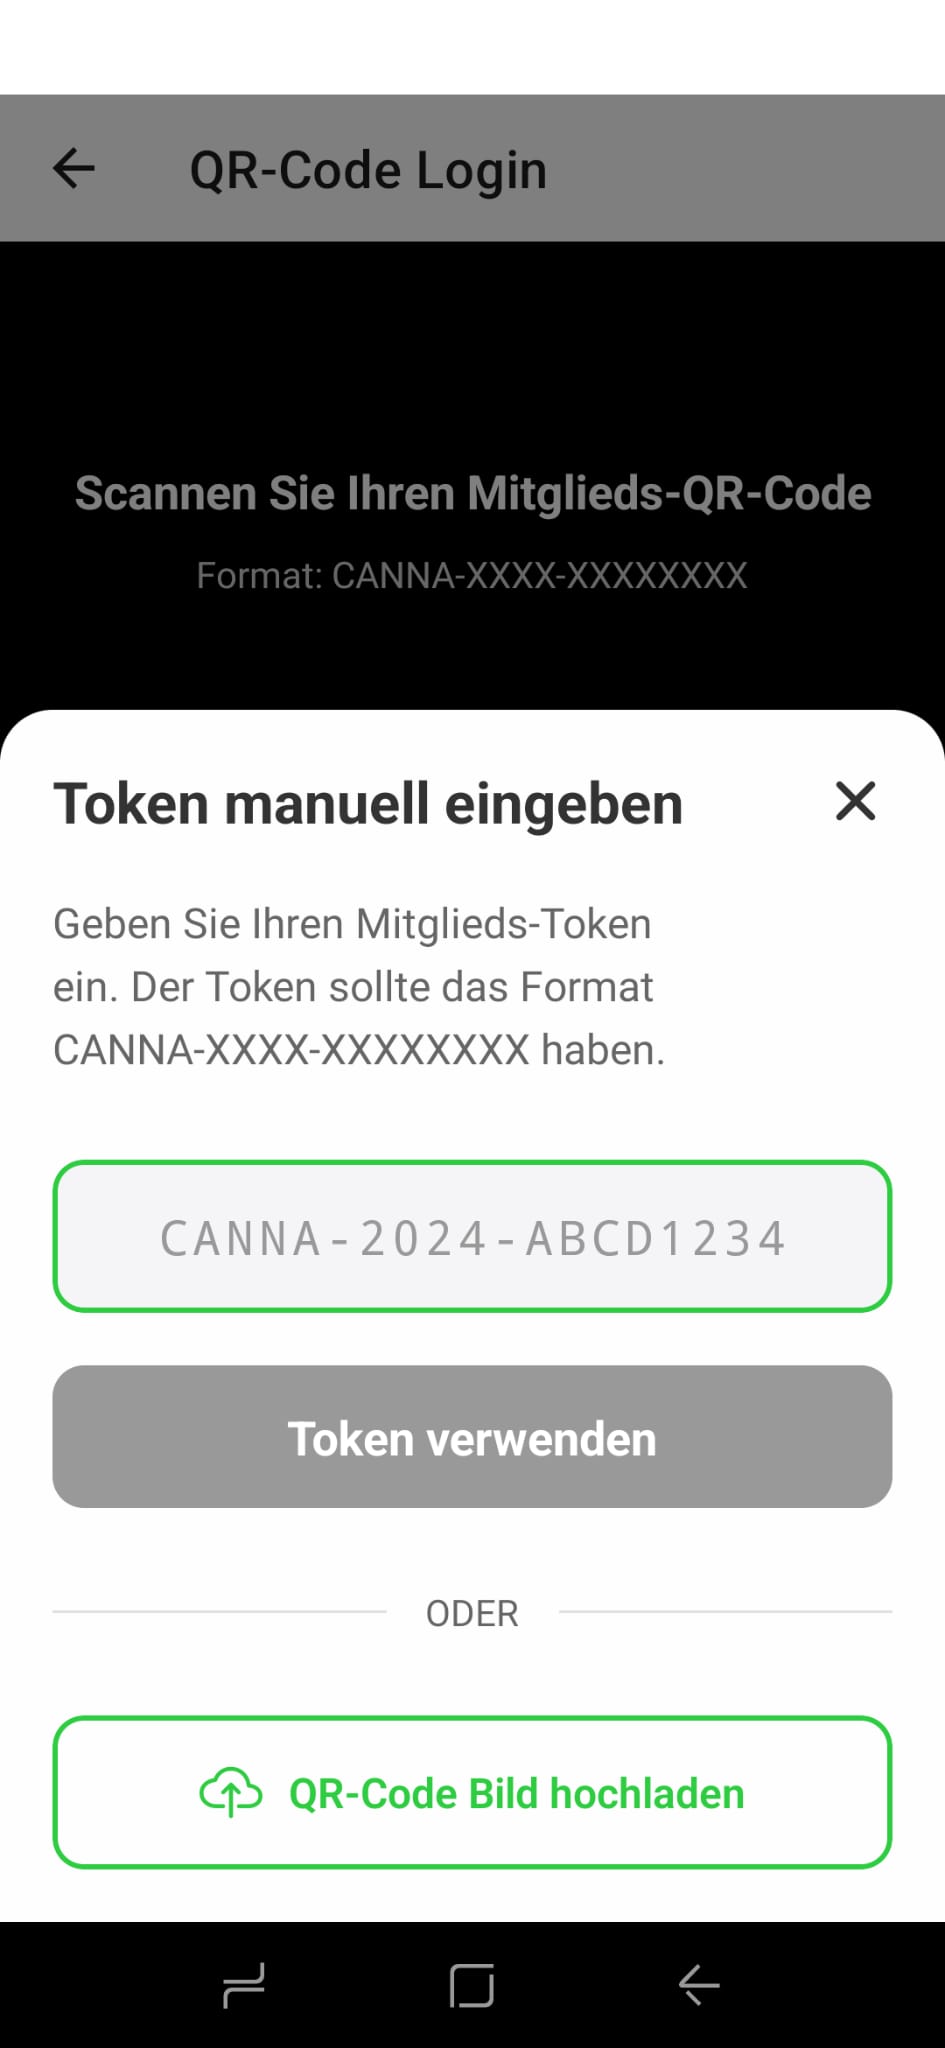 QR-Code Login
Scannen Sie Ihren Mitglieds-QR-Code
Format: CANNA-XXXX-XXXXXXXX
Token manuell eingeben
Geben Sie Ihren Mitglieds-Token
ein. Der Token sollte das Format
CANNA-XXXX-XXXXXXXX haben.
CANNA-2024-ABCD1234
Token verwenden
ODER
QR-Code Bild hochladen